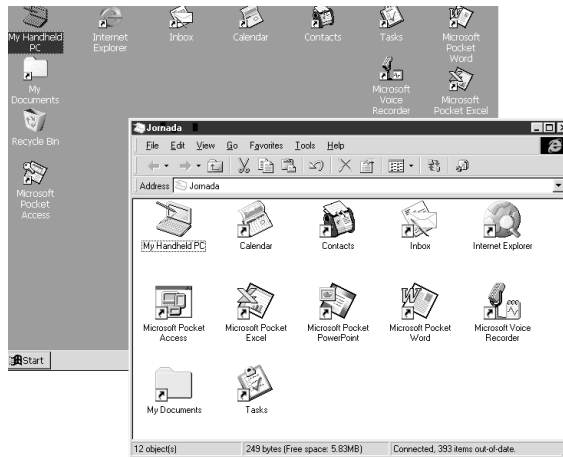 My Handheld
PC
Internet
Explorer
Inbox
Calendar
Contacts
Tasks
Microsoft
Pocket
Word
My
Documents
Microsoft
Voice
Recorder
Microsoft
Pocket Excel
Recycle Bin
Microsoft
Pocket
Access
Start
Jornada
File Edit View Go Favorites Tools Help
Address Jornada
My Handheld PC
Calendar
Contacts
Inbox
Internet Explorer
Microsoft Pocket
Access
Microsoft Pocket
Excel
Microsoft Pocket
PowerPoint
Microsoft Pocket
Word
Microsoft Voice
Recorder
My Documents
Tasks
12 object(s)
249 bytes (Free space: 5.83MB)
Connected, 393 items out-of-date.